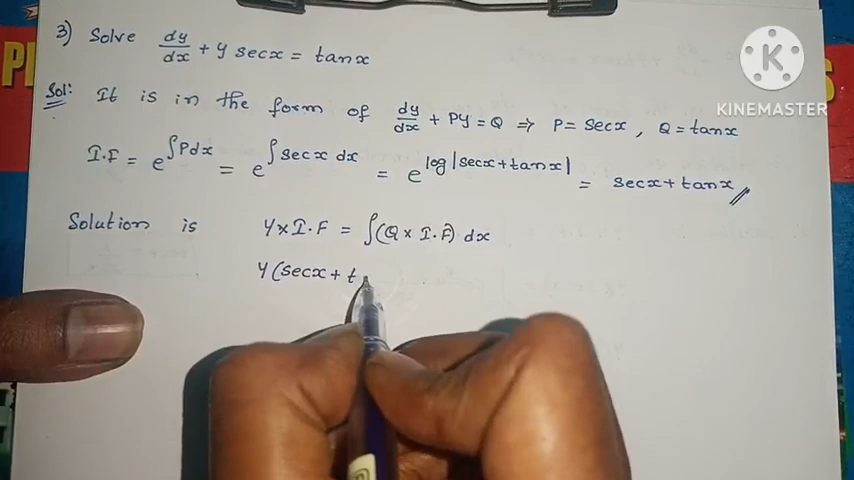 3) Solve dy/dx + y secx = tanx
Sol: It is in the form of dy/dx + Py = Q ⇒ P = secx, Q = tanx
I.F = e^∫Pdx = e^∫secx dx = e^log|secx+tanx| = secx+tanx//
Solution is y×I.F = ∫(Q × I.F) dx
y(secx + t
KINEMASTER